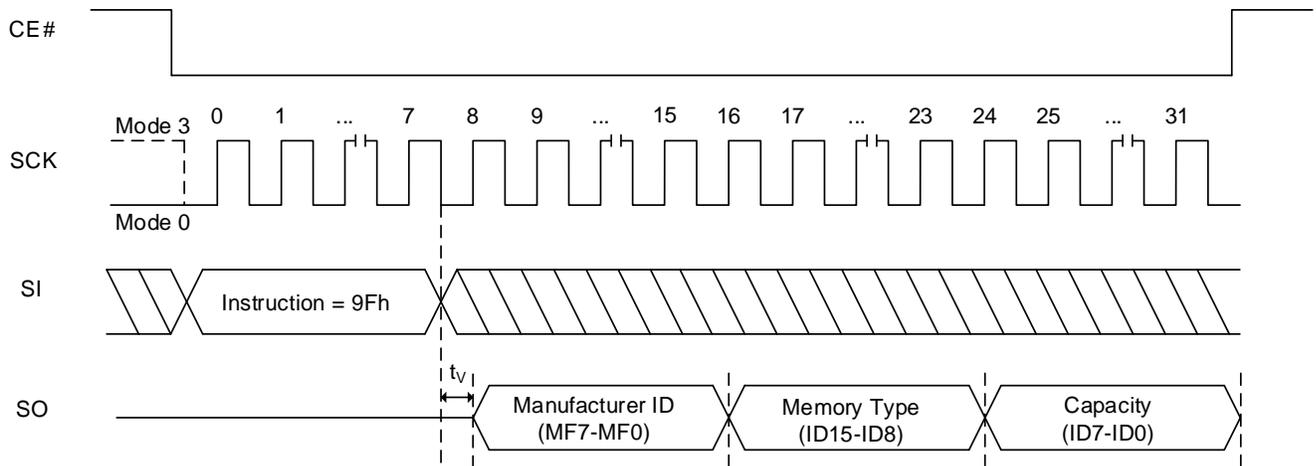 CE#
0 1 ... 7 8 9 ... 15 16 17 ... 23 24 25 ... 31
Mode 3
SCK
Mode 0
SI
Instruction = 9Fh
tV
SO
Manufacturer ID
(MF7-MF0)
Memory Type
(ID15-ID8)
Capacity
(ID7-ID0)